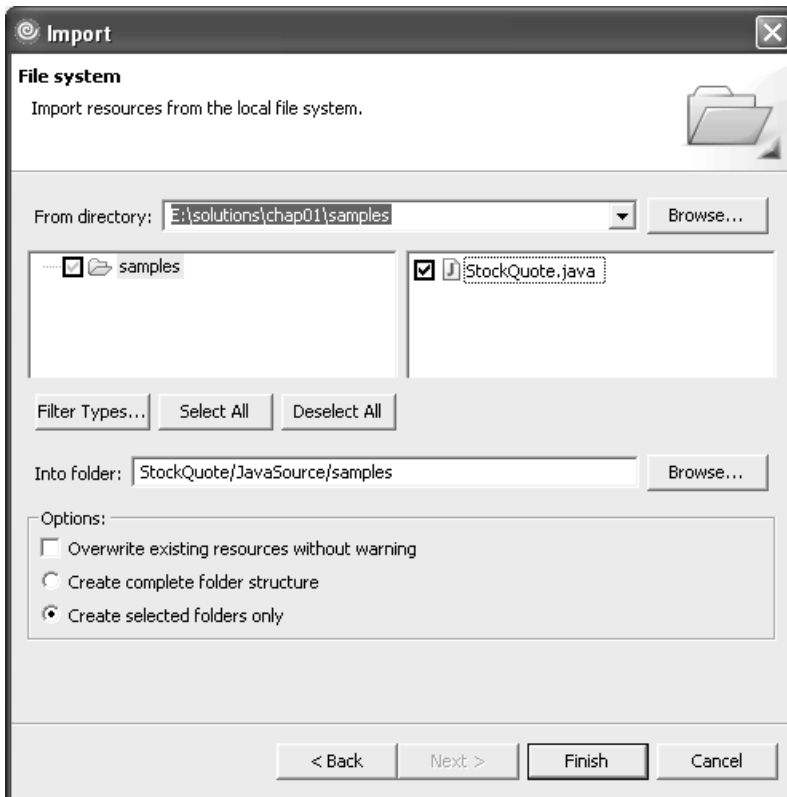 Import
File system
Import resources from the local file system.
From directory: E:\solutions\chap01\samples Browse...
samples StockQuote.java
Filter Types... Select All Deselect All
Into folder: StockQuote/JavaSource/samples Browse...
Options:
Overwrite existing resources without warning
Create complete folder structure
Create selected folders only
< Back Next > Finish Cancel